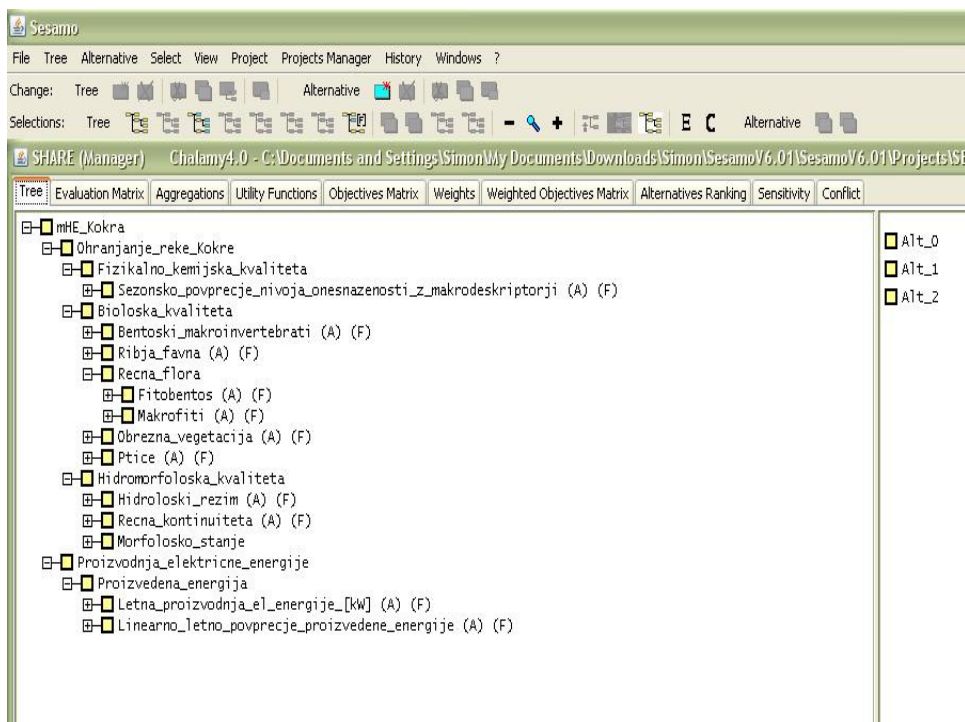 Sesamo
File Tree Alternative Select View Project Projects Manager History Windows ?
Change: Tree Alternative
Selections: Tree F E C Alternative
SHARE (Manager) Chalamy4.0 - C:\Documents and Settings\Simon\My Documents\Downloads\Simon\SesamoV6.01\SesamoV6.01\Projects\SE
Tree Evaluation Matrix Aggregations Utility Functions Objectives Matrix Weights Weighted Objectives Matrix Alternatives Ranking Sensitivity Conflict
mHE_Kokra
Ohranjanje_reke_Kokre
Fizikalno_kemijska_kvaliteta
Sezonsko_povprecje_nivoja_onesnazenosti_z_makrodeskriptorji (A) (F)
Bioloska_kvaliteta
Bentoski_makroinvertebrati (A) (F)
Ribja_favna (A) (F)
Recna_flora
Fitobentos (A) (F)
Makrofiti (A) (F)
Obrezna_vegetacija (A) (F)
Ptice (A) (F)
Hidromorfoloska_kvaliteta
Hidroloski_rezim (A) (F)
Recna_kontinuiteta (A) (F)
Morfolosko_stanje
Proizvodnja_elektricne_energije
Proizvedena_energija
Letna_proizvodnja_el_energije_[kW] (A) (F)
Linearno_letno_povprecje_proizvedene_energije (A) (F)
Alt_0
Alt_1
Alt_2